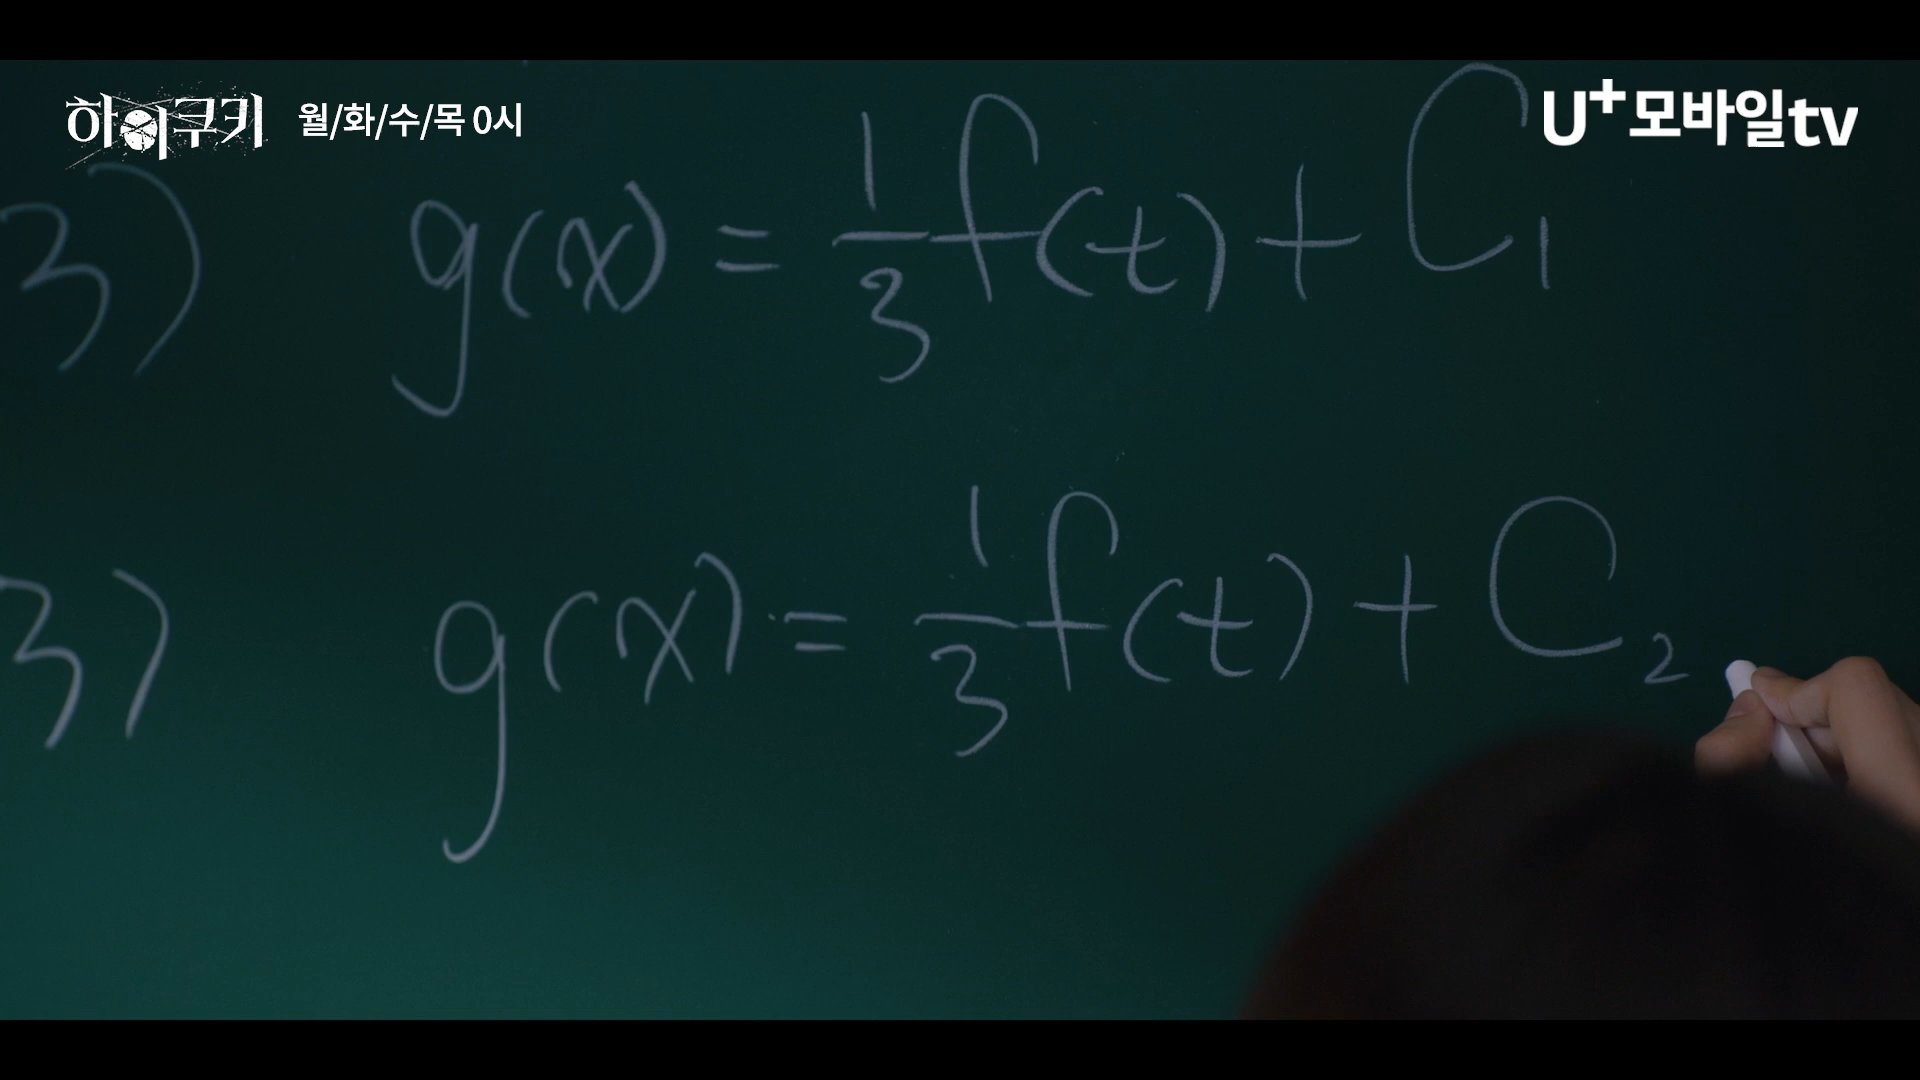 하이쿠키 월/화/수/목 0시
U+모바일tv
3) g(x) = 1/3 f(t) + C₁
3) g(x) = 1/3 f(t) + C₂